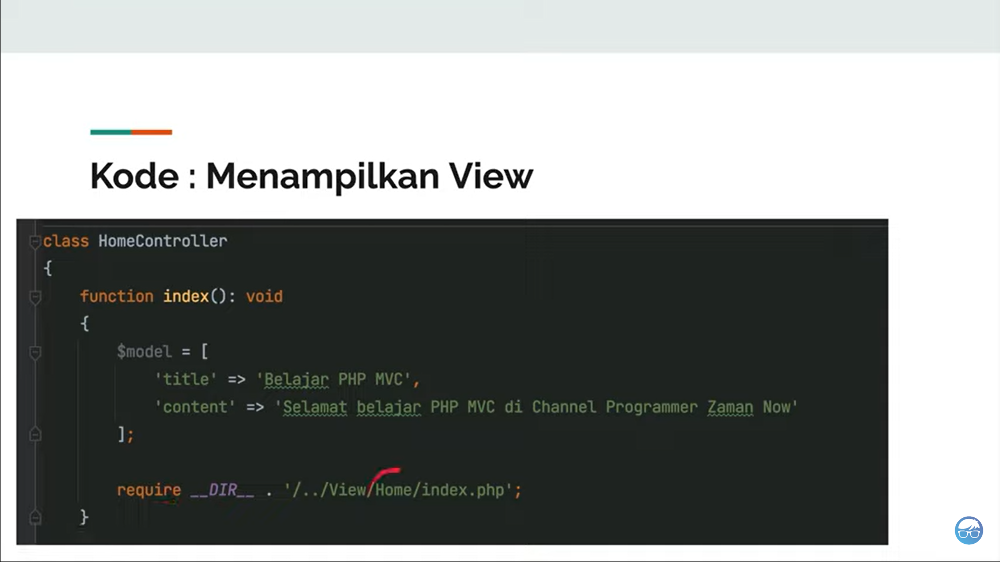 Kode : Menampilkan View
class HomeController
{
function index(): void
{
$model = [
'title' => 'Belajar PHP MVC',
'content' => 'Selamat belajar PHP MVC di Channel Programmer Zaman Now'
];
require __DIR__ . '/../View/Home/index.php';
}